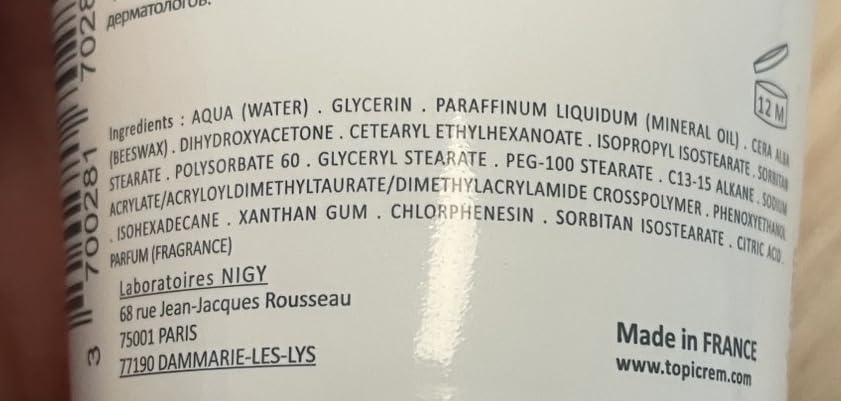 дерматологов.
12 M
Ingredients : AQUA (WATER) . GLYCERIN . PARAFFINUM LIQUIDUM (MINERAL OIL) . CERA ALBA
(BEESWAX) . DIHYDROXYACETONE . CETEARYL ETHYLHEXANOATE . ISOPROPYL ISOSTEARATE . SORBITAN
STEARATE . POLYSORBATE 60 . GLYCERYL STEARATE . PEG-100 STEARATE . C13-15 ALKANE . SODIUM
ACRYLATE/ACRYLOYLDIMETHYLTAURATE/DIMETHYLACRYLAMIDE CROSSPOLYMER . PHENOXYETHANOL
. ISOHEXADECANE . XANTHAN GUM . CHLORPHENESIN . SORBITAN ISOSTEARATE . CITRIC ACID .
PARFUM (FRAGRANCE)
Laboratoires NIGY
68 rue Jean-Jacques Rousseau
75001 PARIS
77190 DAMMARIE-LES-LYS
Made in FRANCE
www.topicrem.com
3 700281 7028